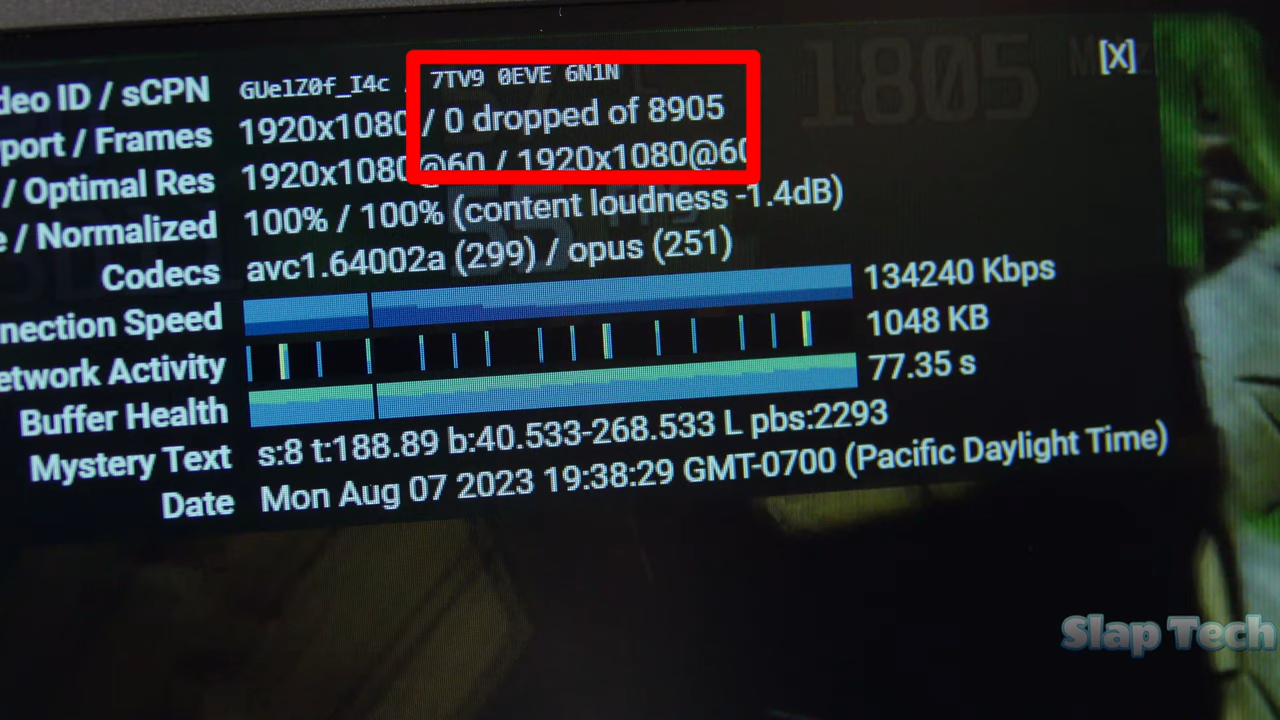 deo ID / sCPN GUelZ0f_I4c / 7TV9 0EVE 6N1N [X]
port / Frames 1920x1080 / 0 dropped of 8905
/ Optimal Res 1920x1080@60 / 1920x1080@60
e / Normalized 100% / 100% (content loudness -1.4dB)
Codecs avc1.64002a (299) / opus (251)
nnection Speed 134240 Kbps
etwork Activity 1048 KB
Buffer Health 77.35 s
Mystery Text s:8 t:188.89 b:40.533-268.533 L pbs:2293
Date Mon Aug 07 2023 19:38:29 GMT-0700 (Pacific Daylight Time)
1805
Slap Tech